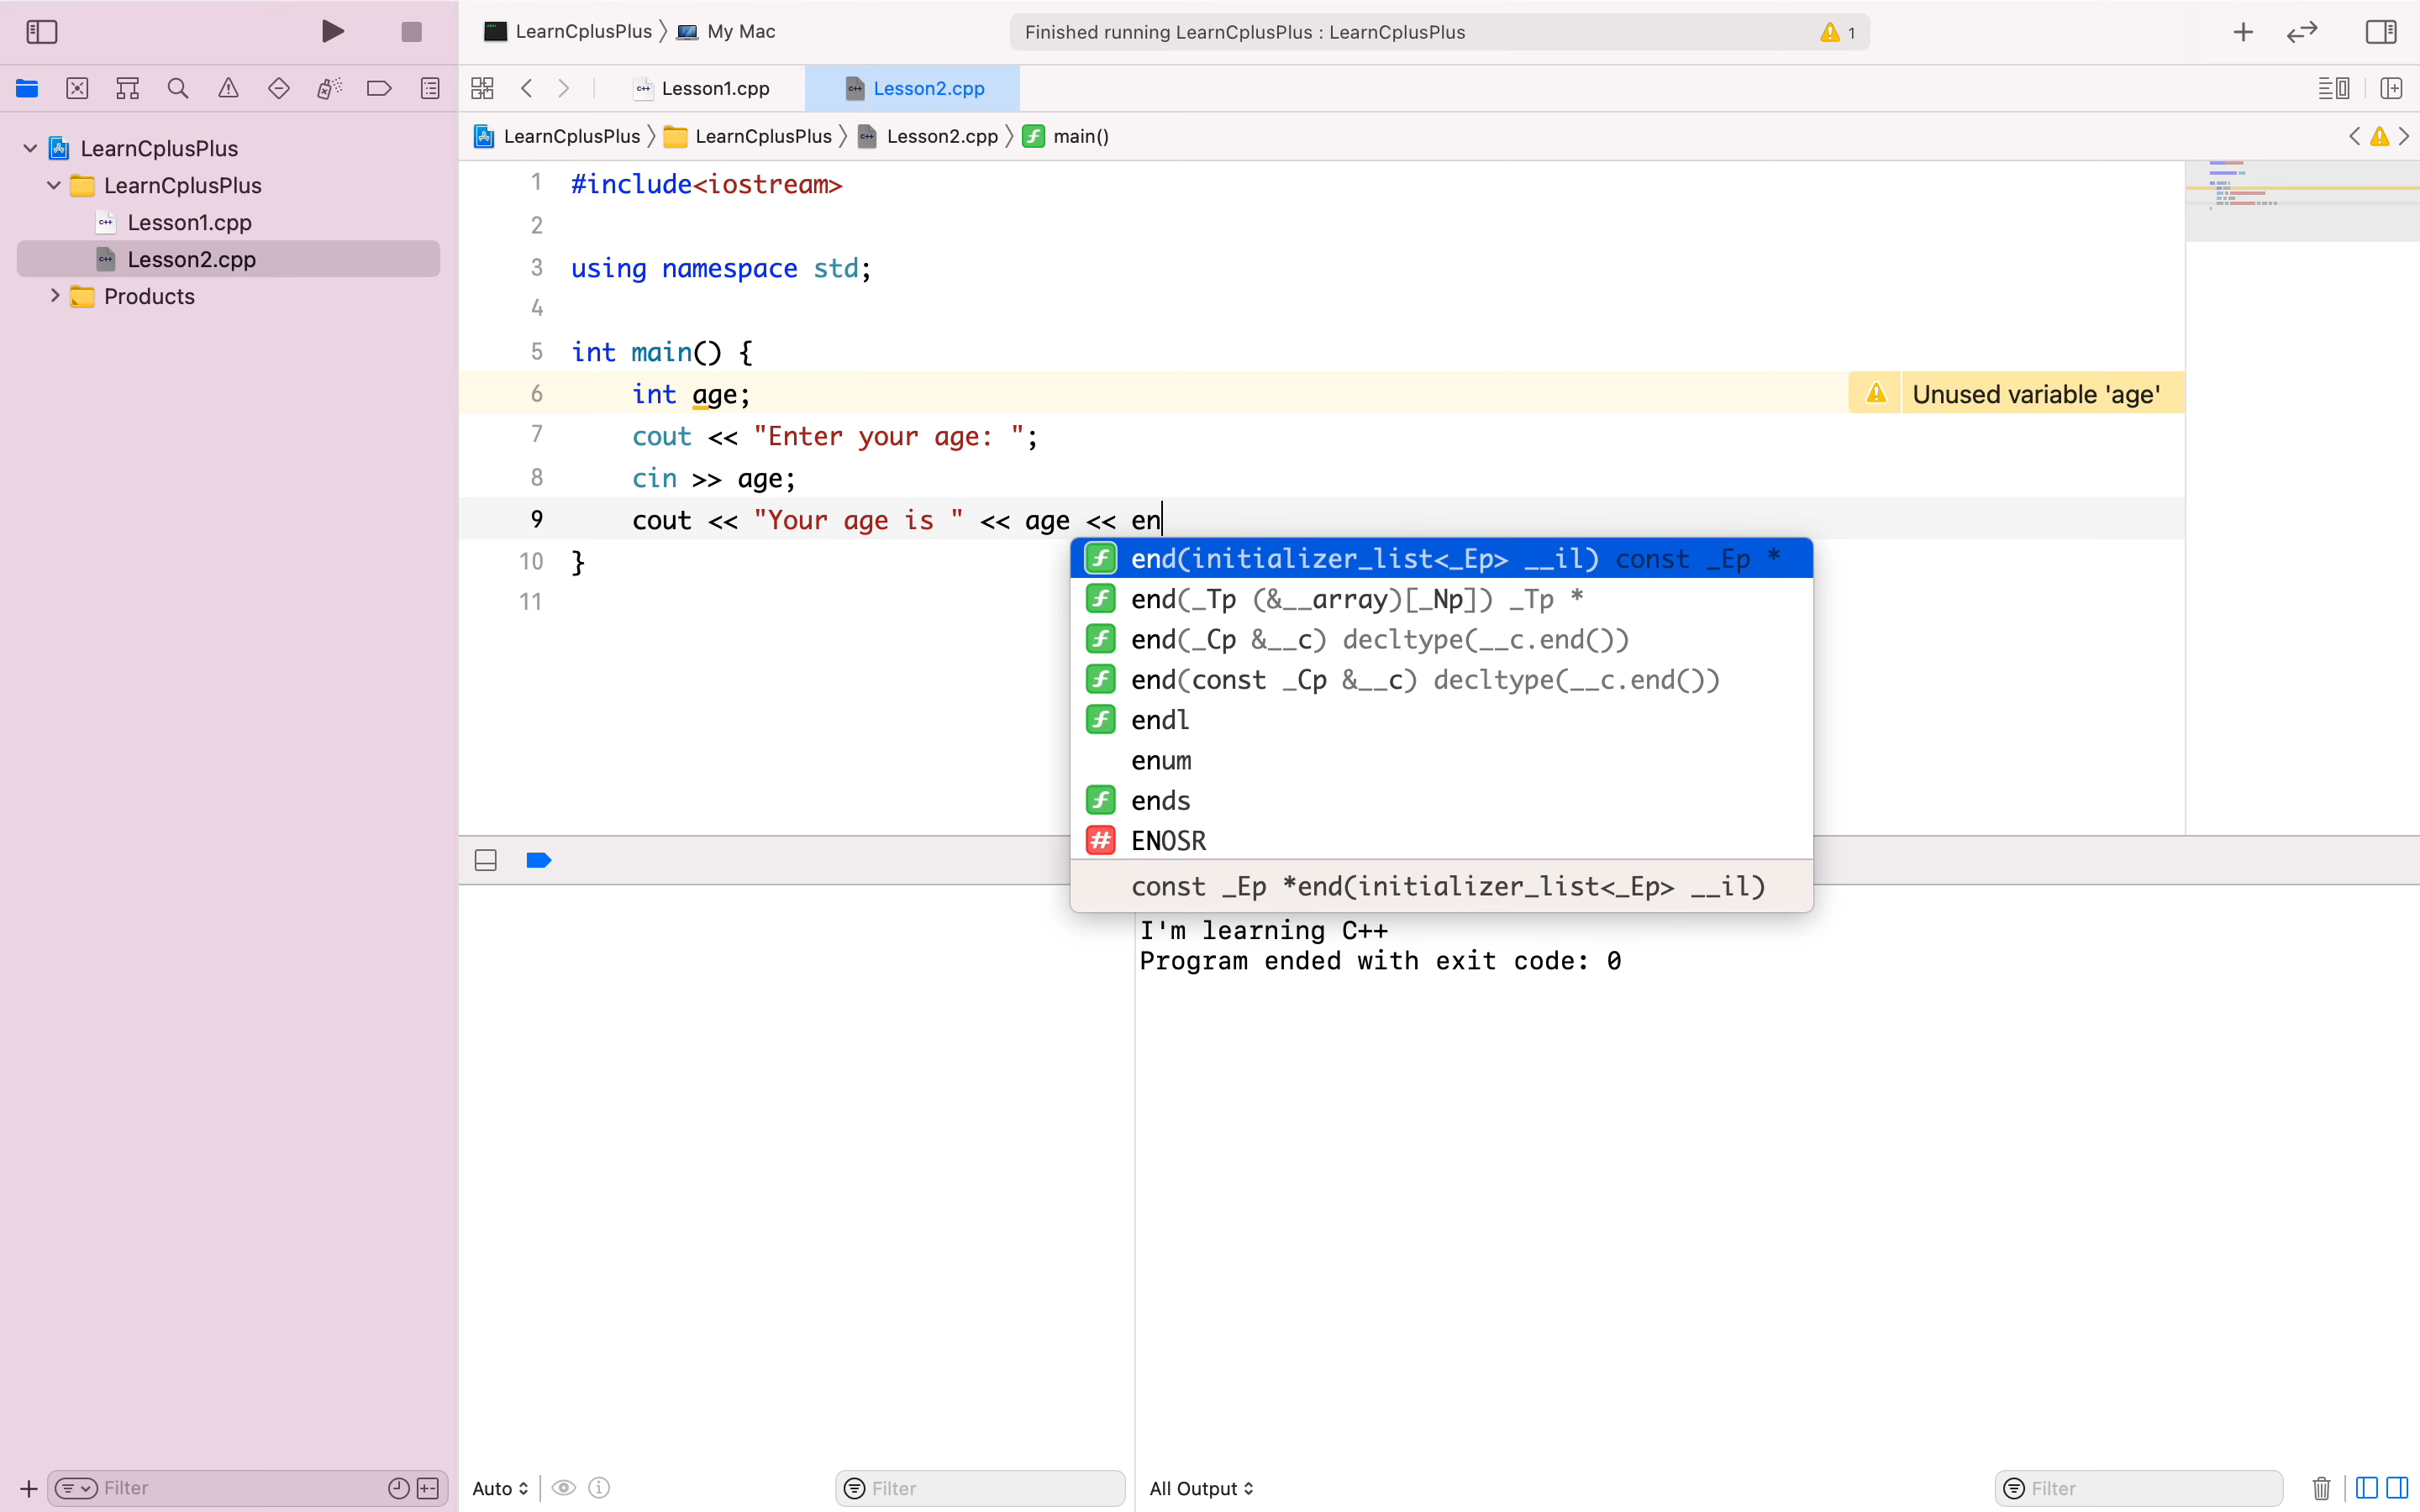 LearnCplusPlus 〉 My Mac
Finished running LearnCplusPlus : LearnCplusPlus
1
Lesson1.cpp
Lesson2.cpp
LearnCplusPlus 〉 LearnCplusPlus 〉 Lesson2.cpp 〉 main()
LearnCplusPlus
LearnCplusPlus
Lesson1.cpp
Lesson2.cpp
Products
1 #include<iostream>
2
3 using namespace std;
4
5 int main() {
6 int age;
Unused variable 'age'
7 cout << "Enter your age: ";
8 cin >> age;
9 cout << "Your age is " << age << en
10 }
11
end(initializer_list<_Ep> __il) const _Ep *
end(_Tp (&__array)[_Np]) _Tp *
end(_Cp &__c) decltype(__c.end())
end(const _Cp &__c) decltype(__c.end())
endl
enum
ends
# ENOSR
const _Ep *end(initializer_list<_Ep> __il)
I'm learning C++
Program ended with exit code: 0
Filter
Auto
Filter
All Output
Filter